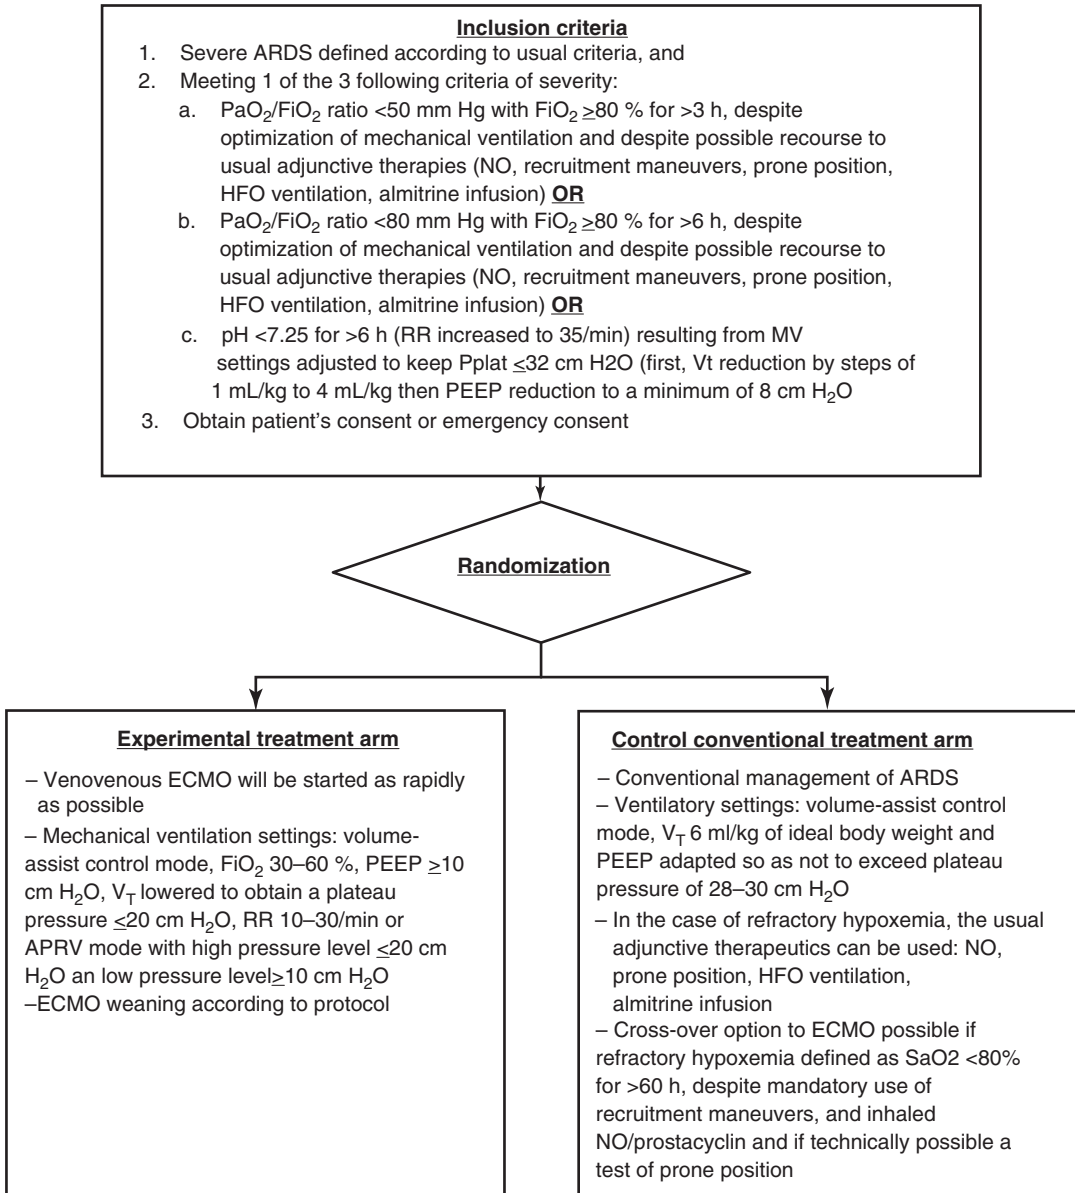 Inclusion criteria
1. Severe ARDS defined according to usual criteria, and
2. Meeting 1 of the 3 following criteria of severity:
a. PaO2/FiO2 ratio <50 mm Hg with FiO2 ≥80 % for >3 h, despite
optimization of mechanical ventilation and despite possible recourse to
usual adjunctive therapies (NO, recruitment maneuvers, prone position,
HFO ventilation, almitrine infusion) OR
b. PaO2/FiO2 ratio <80 mm Hg with FiO2 ≥80 % for >6 h, despite
optimization of mechanical ventilation and despite possible recourse to
usual adjunctive therapies (NO, recruitment maneuvers, prone position,
HFO ventilation, almitrine infusion) OR
c. pH <7.25 for >6 h (RR increased to 35/min) resulting from MV
settings adjusted to keep Pplat ≤32 cm H2O (first, Vt reduction by steps of
1 mL/kg to 4 mL/kg then PEEP reduction to a minimum of 8 cm H2O
3. Obtain patient's consent or emergency consent
Randomization
Experimental treatment arm
– Venovenous ECMO will be started as rapidly
as possible
– Mechanical ventilation settings: volume-
assist control mode, FiO2 30–60 %, PEEP ≥10
cm H2O, VT lowered to obtain a plateau
pressure ≤20 cm H2O, RR 10–30/min or
APRV mode with high pressure level ≤20 cm
H2O an low pressure level≥10 cm H2O
–ECMO weaning according to protocol
Control conventional treatment arm
– Conventional management of ARDS
– Ventilatory settings: volume-assist control
mode, VT 6 ml/kg of ideal body weight and
PEEP adapted so as not to exceed plateau
pressure of 28–30 cm H2O
– In the case of refractory hypoxemia, the usual
adjunctive therapeutics can be used: NO,
prone position, HFO ventilation,
almitrine infusion
– Cross-over option to ECMO possible if
refractory hypoxemia defined as SaO2 <80%
for >60 h, despite mandatory use of
recruitment maneuvers, and inhaled
NO/prostacyclin and if technically possible a
test of prone position